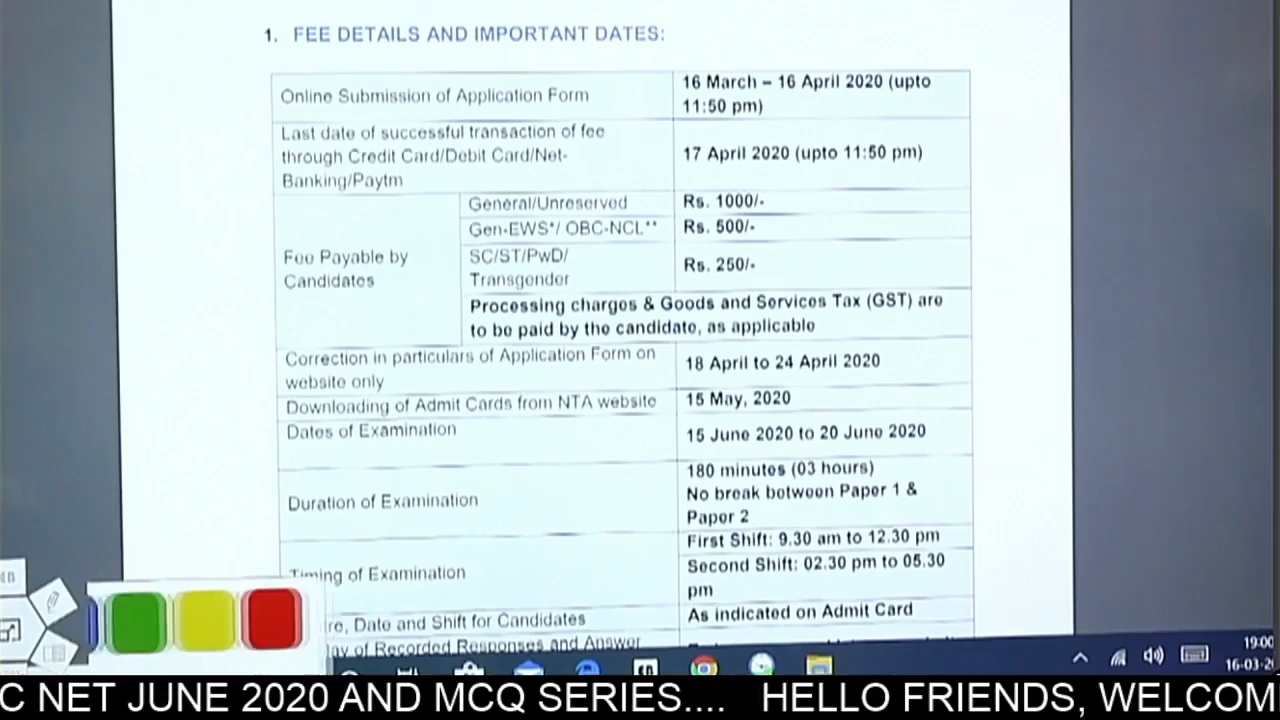 1. FEE DETAILS AND IMPORTANT DATES:
Online Submission of Application Form
16 March – 16 April 2020 (upto
11:50 pm)
Last date of successful transaction of fee
through Credit Card/Debit Card/Net-
Banking/Paytm
17 April 2020 (upto 11:50 pm)
Fee Payable by
Candidates
General/Unreserved
Rs. 1000/-
Gen-EWS*/ OBC-NCL**
Rs. 500/-
SC/ST/PwD/
Transgender
Rs. 250/-
Processing charges & Goods and Services Tax (GST) are
to be paid by the candidate, as applicable
Correction in particulars of Application Form on
website only
18 April to 24 April 2020
Downloading of Admit Cards from NTA website
15 May, 2020
Dates of Examination
15 June 2020 to 20 June 2020
Duration of Examination
180 minutes (03 hours)
No break between Paper 1 &
Paper 2
Timing of Examination
First Shift: 9.30 am to 12.30 pm
Second Shift: 02.30 pm to 05.30
pm
re, Date and Shift for Candidates
As indicated on Admit Card
lay of Recorded Responses and Answer
19:00
16-03-20
C NET JUNE 2020 AND MCQ SERIES.... HELLO FRIENDS, WELCOM